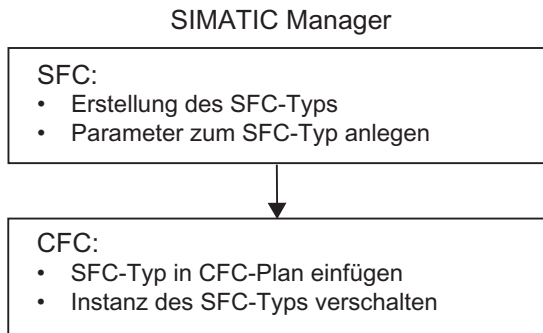 SIMATIC Manager
SFC:
• Erstellung des SFC-Typs
• Parameter zum SFC-Typ anlegen
CFC:
• SFC-Typ in CFC-Plan einfügen
• Instanz des SFC-Typs verschalten